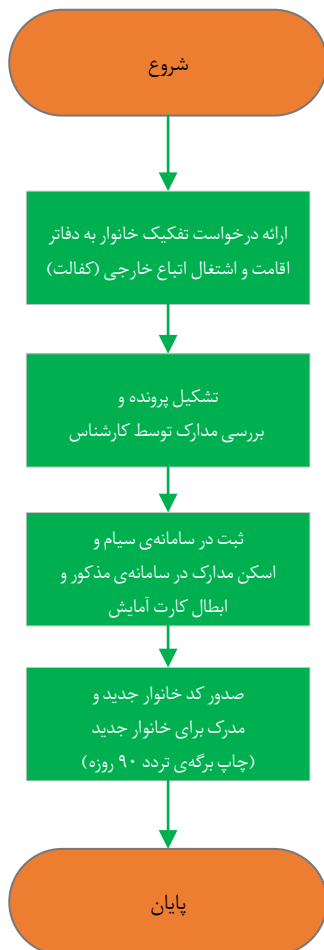 شروع
ارائه درخواست تفکیک خانوار به دفاتر
اقامت و اشتغال اتباع خارجی (کفالت)
تشکیل پرونده و
بررسی مدارک توسط کارشناس
ثبت در سامانه‌ی سیام و
اسکن مدارک در سامانه‌ی مذکور و
ابطال کارت آمایش
صدور کد خانوار جدید و
مدرک برای خانوار جدید
(چاپ برگه‌ی تردد ۹۰ روزه)
پایان